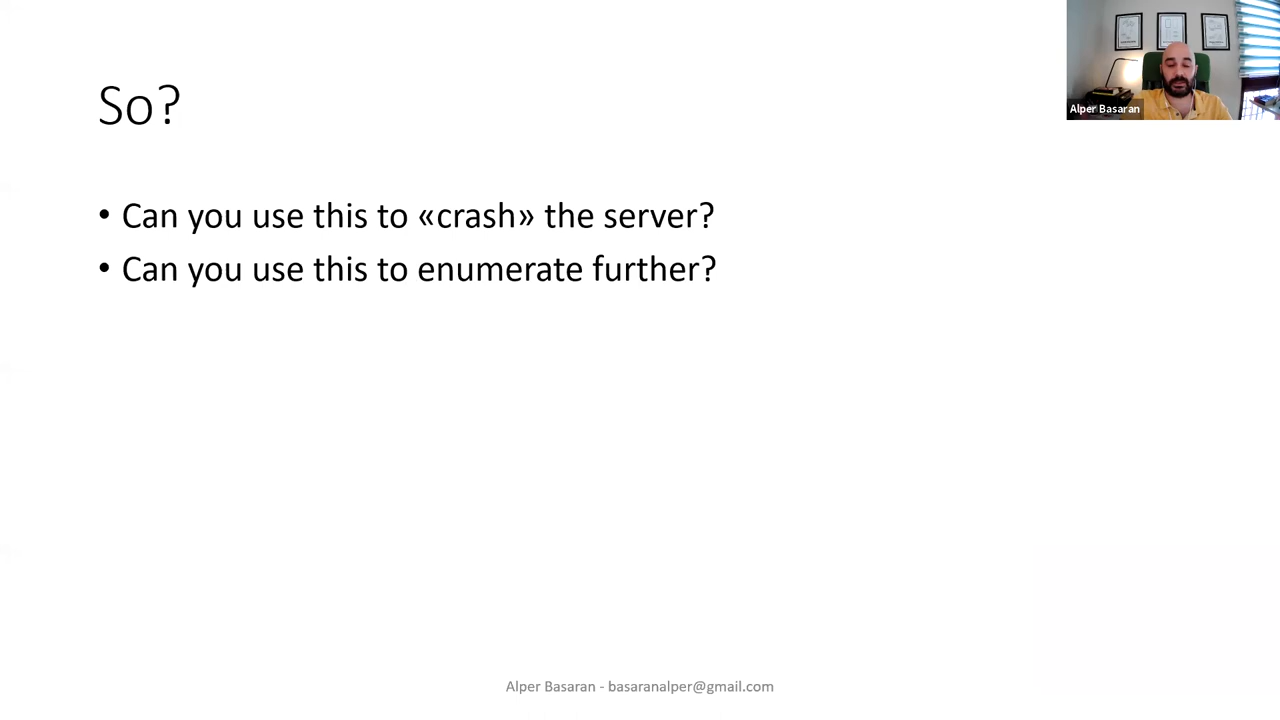 So?
Alper Basaran
• Can you use this to «crash» the server?
• Can you use this to enumerate further?
Alper Basaran - basaranalper@gmail.com